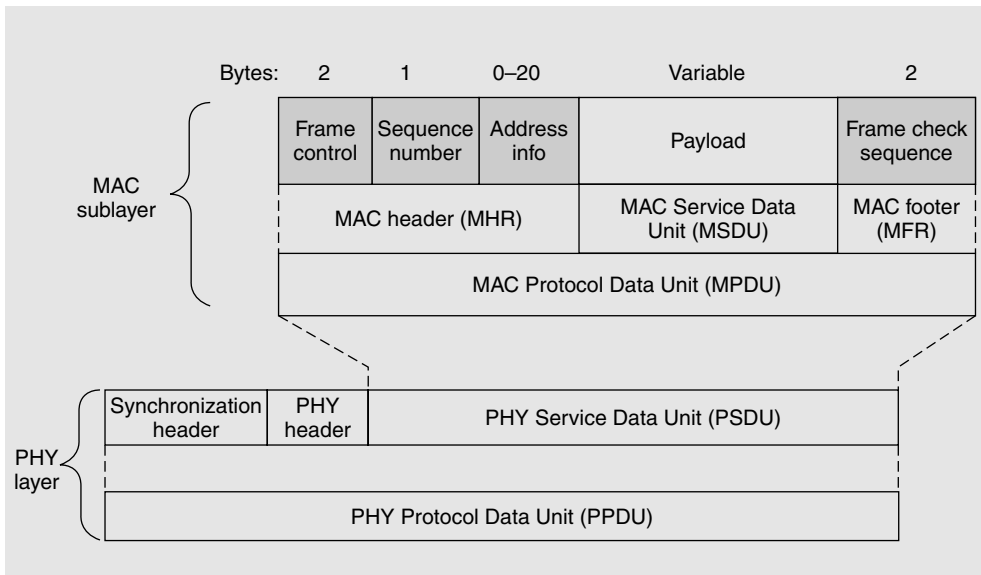 Bytes: 2 1 0–20 Variable 2
Frame control
Sequence number
Address info
Payload
Frame check sequence
MAC sublayer
MAC header (MHR)
MAC Service Data Unit (MSDU)
MAC footer (MFR)
MAC Protocol Data Unit (MPDU)
Synchronization header
PHY header
PHY Service Data Unit (PSDU)
PHY layer
PHY Protocol Data Unit (PPDU)